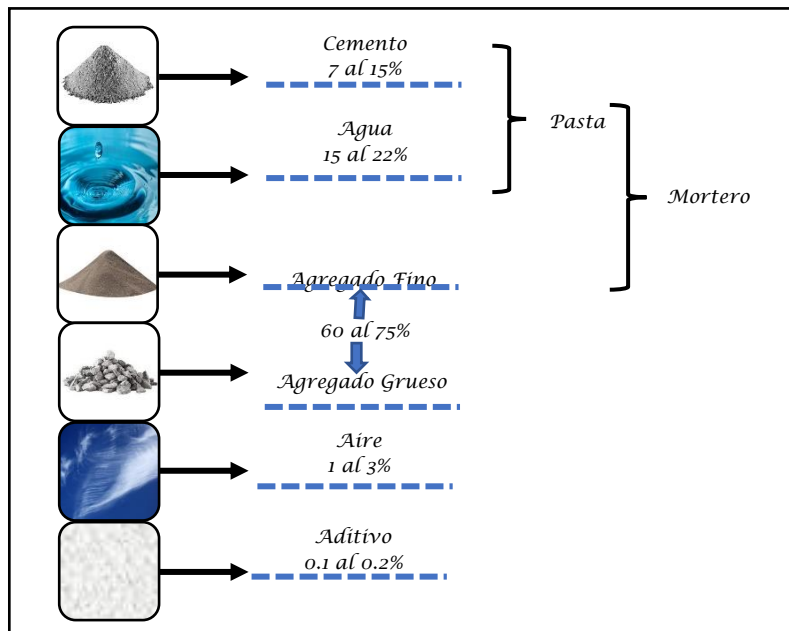 Cemento
7 al 15%
Pasta
Agua
15 al 22%
Mortero
Agregado Fino
60 al 75%
Agregado Grueso
Aire
1 al 3%
Aditivo
0.1 al 0.2%